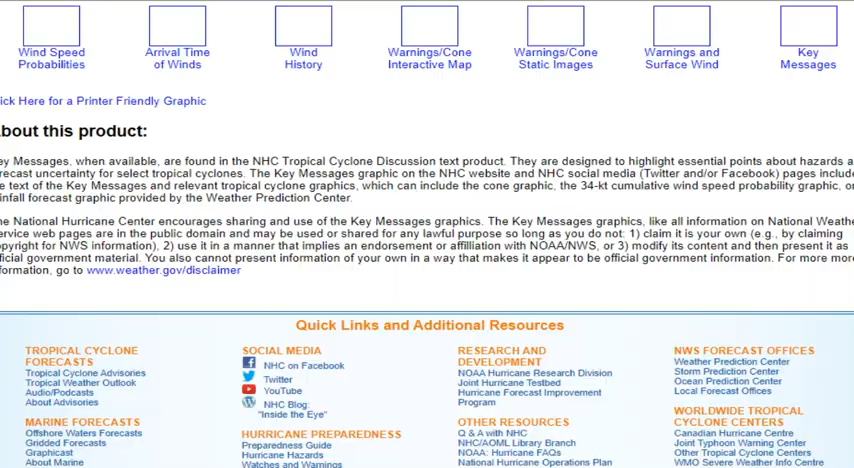 Wind Speed
Probabilities
Arrival Time
of Winds
Wind
History
Warnings/Cone
Interactive Map
Warnings/Cone
Static Images
Warnings and
Surface Wind
Key
Messages
ick Here for a Printer Friendly Graphic
bout this product:
ey Messages, when available, are found in the NHC Tropical Cyclone Discussion text product. They are designed to highlight essential points about hazards a
recast uncertainty for select tropical cyclones. The Key Messages graphic on the NHC website and NHC social media (Twitter and/or Facebook) pages include
e text of the Key Messages and relevant tropical cyclone graphics, which can include the cone graphic, the 34-kt cumulative wind speed probability graphic, o
infall forecast graphic provided by the Weather Prediction Center.
he National Hurricane Center encourages sharing and use of the Key Messages graphics. The Key Messages graphics, like all information on National Weathe
ervice web pages are in the public domain and may be used or shared for any lawful purpose so long as you do not: 1) claim it is your own (e.g., by claiming
opyright for NWS information), 2) use it in a manner that implies an endorsement or affilliation with NOAA/NWS, or 3) modify its content and then present it as
ficial government material. You also cannot present information of your own in a way that makes it appear to be official government information. For more more
formation, go to www.weather.gov/disclaimer
Quick Links and Additional Resources
TROPICAL CYCLONE
FORECASTS
Tropical Cyclone Advisories
Tropical Weather Outlook
Audio/Podcasts
About Advisories
MARINE FORECASTS
Offshore Waters Forecasts
Gridded Forecasts
Graphicast
About Marine
SOCIAL MEDIA
NHC on Facebook
Twitter
YouTube
NHC Blog:
"Inside the Eye"
HURRICANE PREPAREDNESS
Preparedness Guide
Hurricane Hazards
Watches and Warnings
RESEARCH AND
DEVELOPMENT
NOAA Hurricane Research Division
Joint Hurricane Testbed
Hurricane Forecast Improvement
Program
OTHER RESOURCES
Q & A with NHC
NHC/AOML Library Branch
NOAA: Hurricane FAQs
National Hurricane Operations Plan
NWS FORECAST OFFICES
Weather Prediction Center
Storm Prediction Center
Ocean Prediction Center
Local Forecast Offices
WORLDWIDE TROPICAL
CYCLONE CENTERS
Canadian Hurricane Centre
Joint Typhoon Warning Center
Other Tropical Cyclone Centers
WMO Severe Weather Info Centre